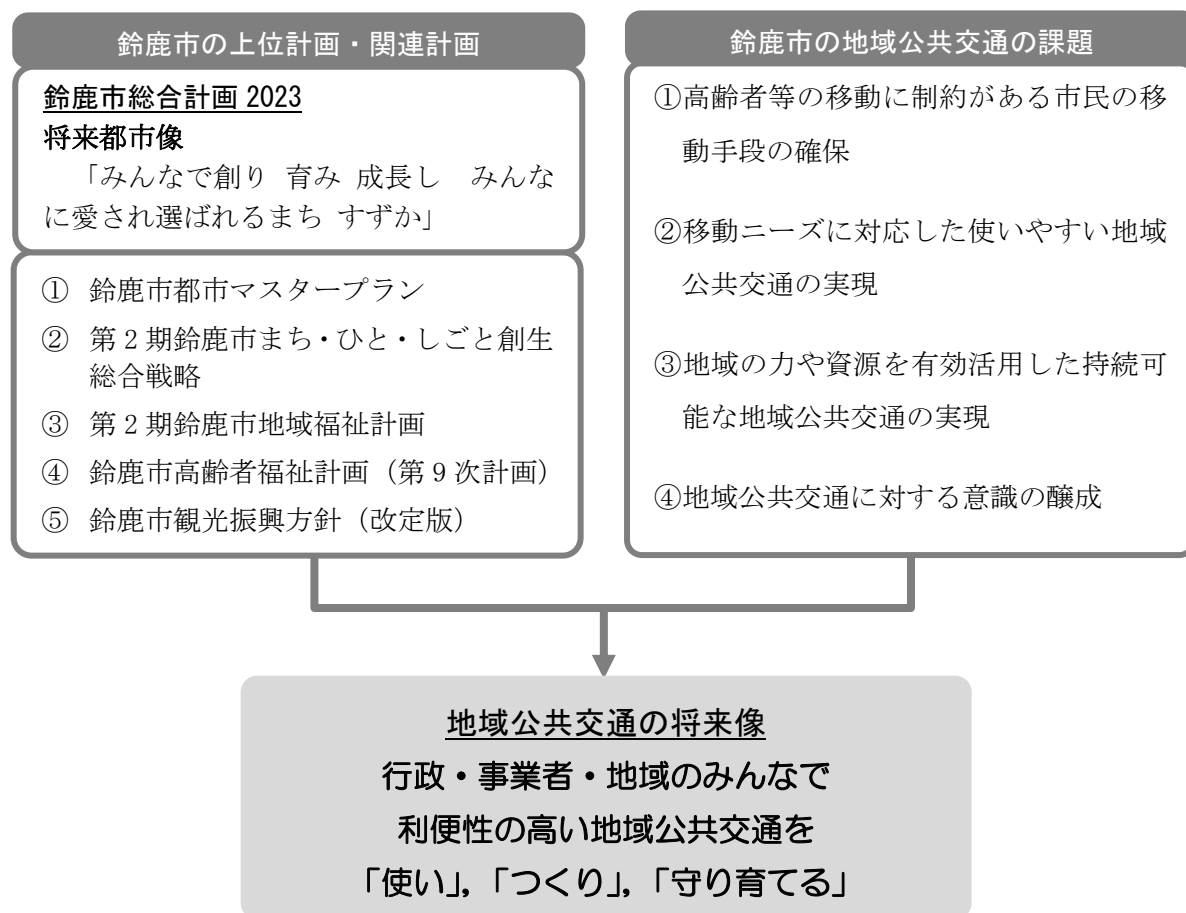 鈴鹿市の上位計画・関連計画
鈴鹿市総合計画 2023
将来都市像
「みんなで創り 育み 成長し　みんな
に愛され選ばれるまち すずか」
① 鈴鹿市都市マスタープラン
② 第２期鈴鹿市まち・ひと・しごと創生
総合戦略
③ 第２期鈴鹿市地域福祉計画
④ 鈴鹿市高齢者福祉計画（第９次計画）
⑤ 鈴鹿市観光振興方針（改定版）
鈴鹿市の地域公共交通の課題
①高齢者等の移動に制約がある市民の移
動手段の確保
②移動ニーズに対応した使いやすい地域
公共交通の実現
③地域の力や資源を有効活用した持続可
能な地域公共交通の実現
④地域公共交通に対する意識の醸成
地域公共交通の将来像
行政・事業者・地域のみんなで
利便性の高い地域公共交通を
「使い」，「つくり」，「守り育てる」